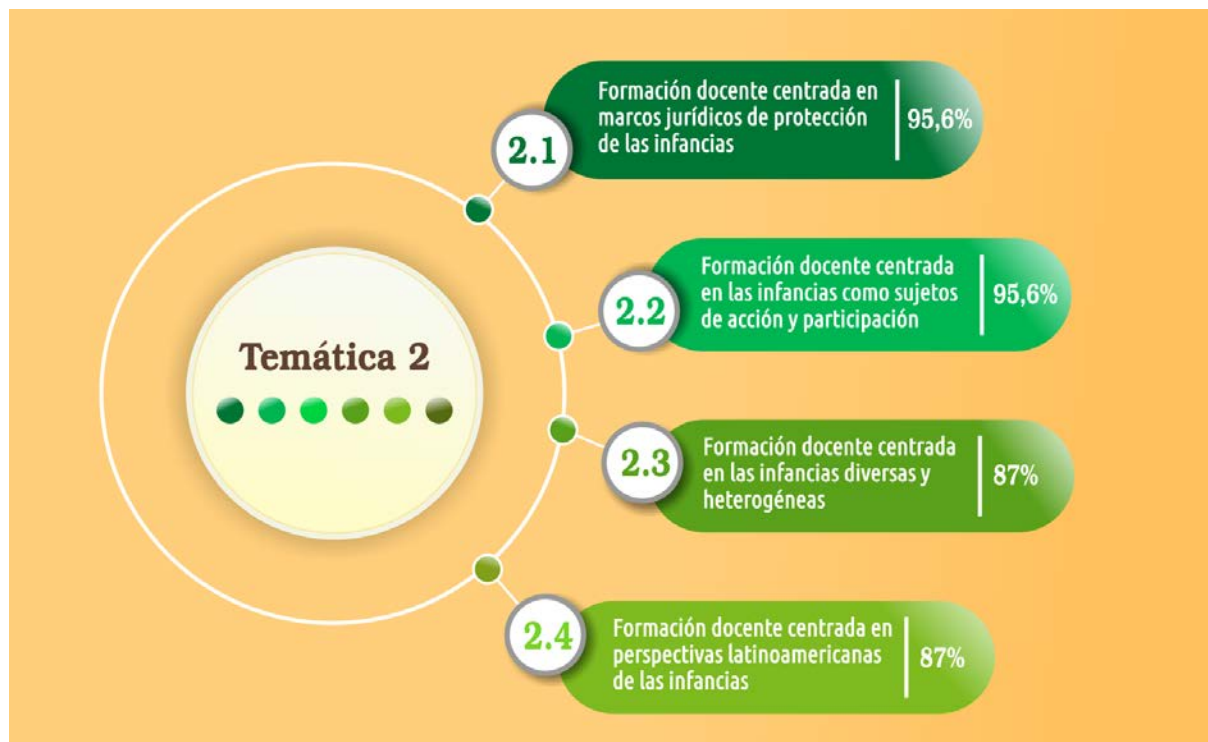 Temática 2
2.1
Formación docente centrada en
marcos jurídicos de protección
de las infancias
95,6%
2.2
Formación docente centrada
en las infancias como sujetos
de acción y participación
95,6%
2.3
Formación docente centrada
en las infancias diversas y
heterogéneas
87%
2.4
Formación docente centrada en
perspectivas latinoamericanas
de las infancias
87%